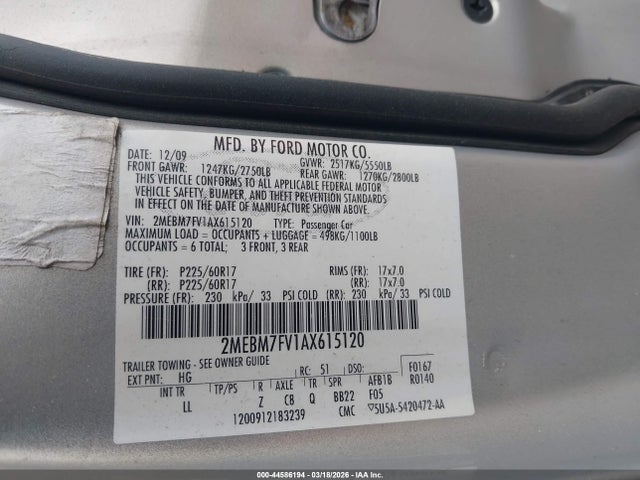 MFD. BY FORD MOTOR CO.
DATE: 12/09 GVWR: 2517KG/5550LB
FRONT GAWR: 1247KG/2750LB REAR GAWR: 1270KG/2800LB
THIS VEHICLE CONFORMS TO ALL APPLICABLE FEDERAL MOTOR
VEHICLE SAFETY, BUMPER, AND THEFT PREVENTION STANDARDS
IN EFFECT ON THE DATE OF MANUFACTURE SHOWN ABOVE.
VIN: 2MEBM7FV1AX615120 TYPE: Passenger Car
MAXIMUM LOAD = OCCUPANTS + LUGGAGE = 498KG/1100LB
OCCUPANTS = 6 TOTAL; 3 FRONT, 3 REAR
TIRE (FR): P225/60R17 RIMS (FR): 17x7.0
(RR): P225/60R17 (RR): 17x7.0
PRESSURE (FR): 230 kPa/ 33 PSI COLD (RR): 230 kPa/ 33 PSI COLD
2MEBM7FV1AX615120
TRAILER TOWING - SEE OWNER GUIDE
EXT PNT: HG RC: 51 DSO: F0167
INT TR TP/PS R AXLE TR SPR AFB1B R0140
LL Z CB Q BB22 F05
1200912183239 CMC 5U5A-5420472-AA
000-44586194 | 03/18/2026 - IAA